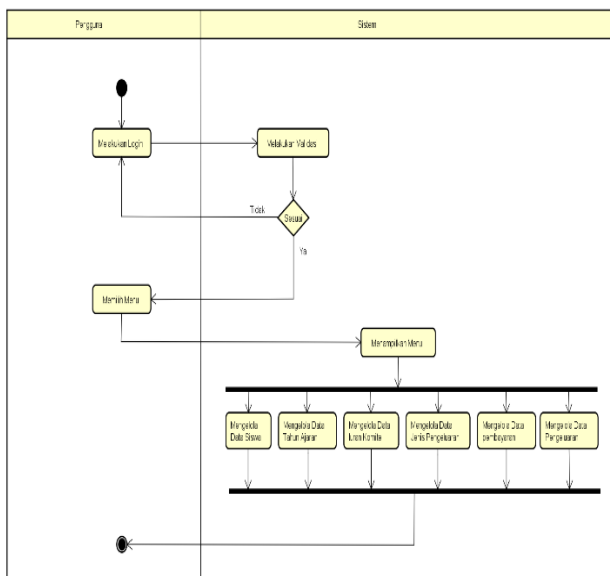 Pengguna
Sistem
Melakukan Login
Melakukan Validasi
Tidak
Sesuai
Ya
Memilih Menu
Menampilkan Menu
Mengelola
Data Siswa
Mengelola Data
Tahun Ajaran
Mengelola Data
Iuran Komite
Mengelola Data
Jenis Pengeluaran
Mengelola Data
pembayaran
Mengelola Data
Pengeluaran